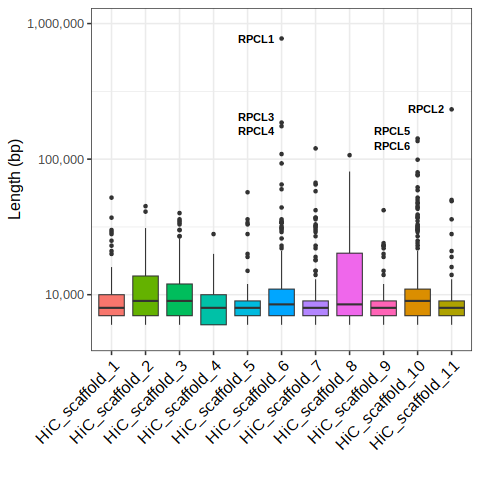 1,000,000
RPCL1
RPCL2
RPCL3
RPCL4
RPCL5
RPCL6
100,000
10,000
Length (bp)
HiC_scaffold_1
HiC_scaffold_2
HiC_scaffold_3
HiC_scaffold_4
HiC_scaffold_5
HiC_scaffold_6
HiC_scaffold_7
HiC_scaffold_8
HiC_scaffold_9
HiC_scaffold_10
HiC_scaffold_11